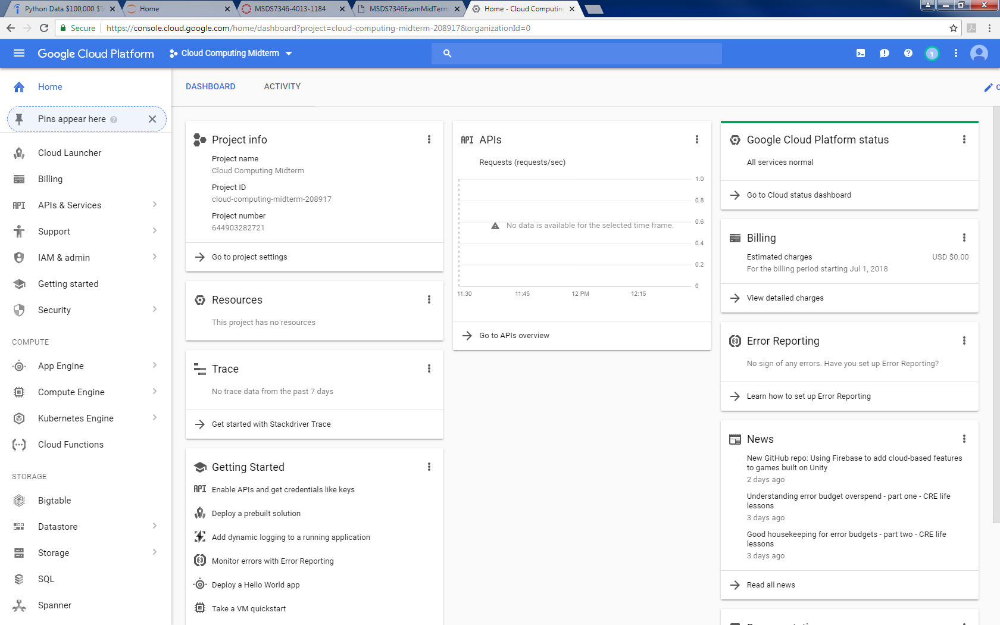 Python Data $100,000 $5
Home
MSDS7346-4013-1184
MSDS7346ExamMidTerm
Home - Cloud Computing
Secure
https://console.cloud.google.com/home/dashboard?project=cloud-computing-midterm-208917&organizationId=0
Google Cloud Platform
Cloud Computing Midterm
1
Home
Pins appear here
Cloud Launcher
Billing
API
APIs & Services
Support
IAM & admin
Getting started
Security
COMPUTE
App Engine
Compute Engine
Kubernetes Engine
Cloud Functions
STORAGE
Bigtable
Datastore
Storage
SQL
Spanner
DASHBOARD
ACTIVITY
Project info
Project name
Cloud Computing Midterm
Project ID
cloud-computing-midterm-208917
Project number
644903282721
Go to project settings
Resources
This project has no resources
Trace
No trace data from the past 7 days
Get started with Stackdriver Trace
Getting Started
API
Enable APIs and get credentials like keys
Deploy a prebuilt solution
Add dynamic logging to a running application
Monitor errors with Error Reporting
Deploy a Hello World app
Take a VM quickstart
API
APIs
Requests (requests/sec)
1.0
0.8
0.6
No data is available for the selected time frame.
0.4
0.2
0
11:30
11:45
12 PM
12:15
Go to APIs overview
Google Cloud Platform status
All services normal
Go to Cloud status dashboard
Billing
Estimated charges
USD $0.00
For the billing period starting Jul 1, 2018
View detailed charges
Error Reporting
No sign of any errors. Have you set up Error Reporting?
Learn how to set up Error Reporting
News
New GitHub repo: Using Firebase to add cloud-based features
to games built on Unity
2 days ago
Understanding error budget overspend - part one - CRE life
lessons
3 days ago
Good housekeeping for error budgets - part two - CRE life
lessons
3 days ago
Read all news